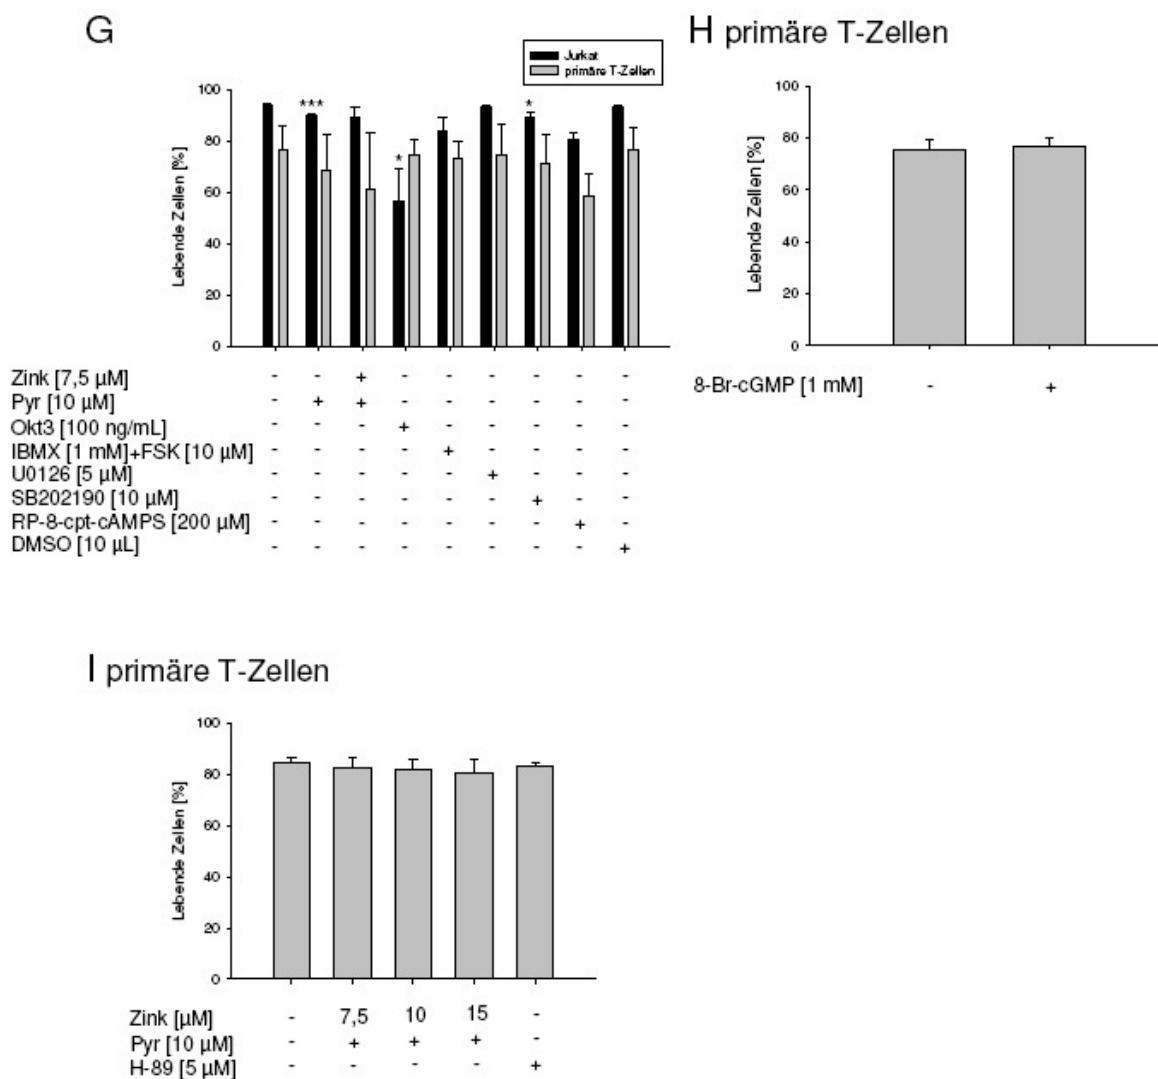 G
Jurkat
primäre T-Zellen
***
*
*
Lebende Zellen [%]
100
80
60
40
20
0
Zink [7,5 µM] - - + - - - - - -
Pyr [10 µM] - + + - - - - - -
Okt3 [100 ng/mL] - - - + - - - - -
IBMX [1 mM]+FSK [10 µM] - - - - + - - - -
U0126 [5 µM] - - - - - + - - -
SB202190 [10 µM] - - - - - - + - -
RP-8-cpt-cAMPS [200 µM] - - - - - - - + -
DMSO [10 µL] - - - - - - - - +
H primäre T-Zellen
Lebende Zellen [%]
100
80
60
40
20
0
8-Br-cGMP [1 mM] - +
I primäre T-Zellen
Lebende Zellen [%]
100
80
60
40
20
0
Zink [µM] - 7,5 10 15 -
Pyr [10 µM] - + + + -
H-89 [5 µM] - - - - +